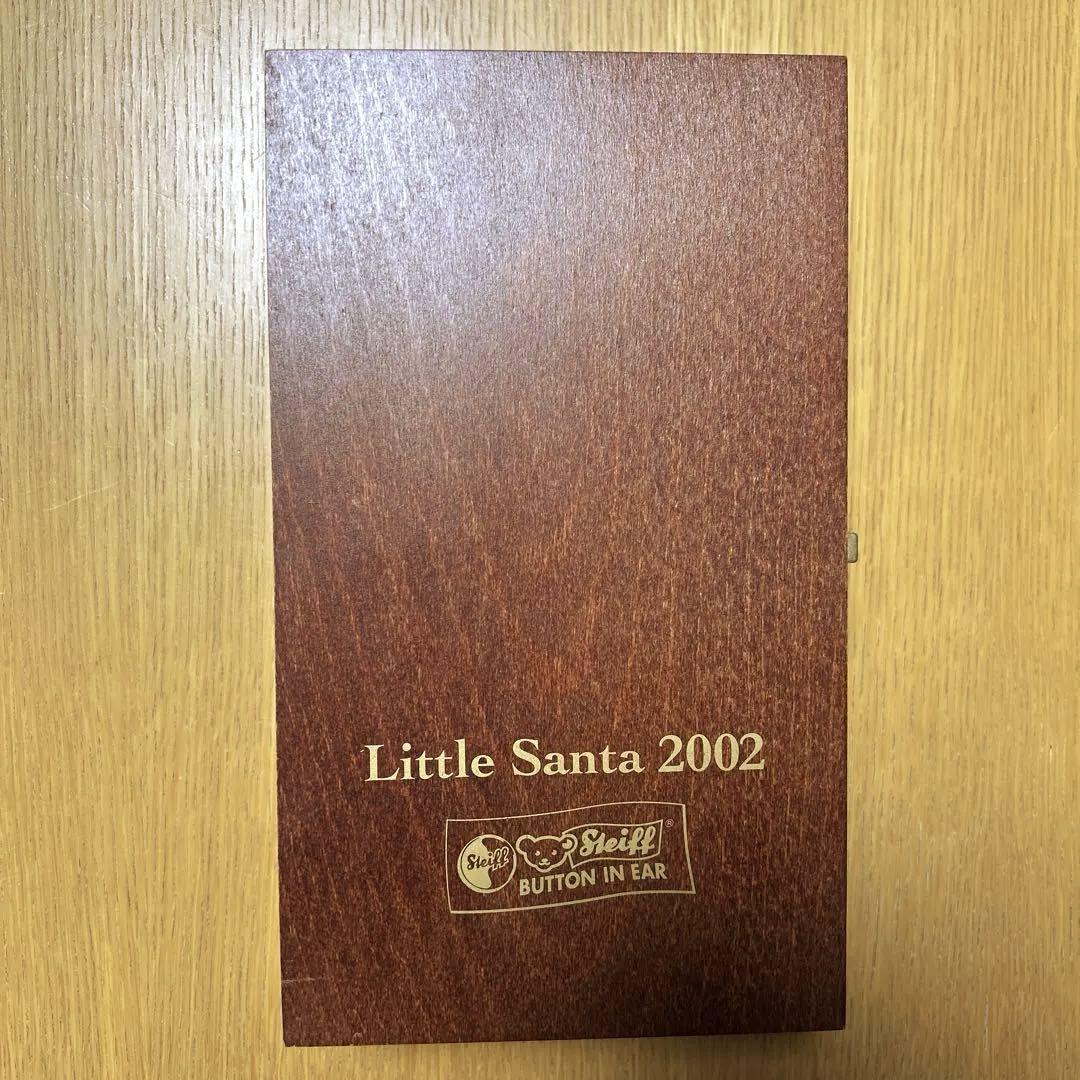 Little Santa 2002
Steiff Steiff®
BUTTON IN EAR